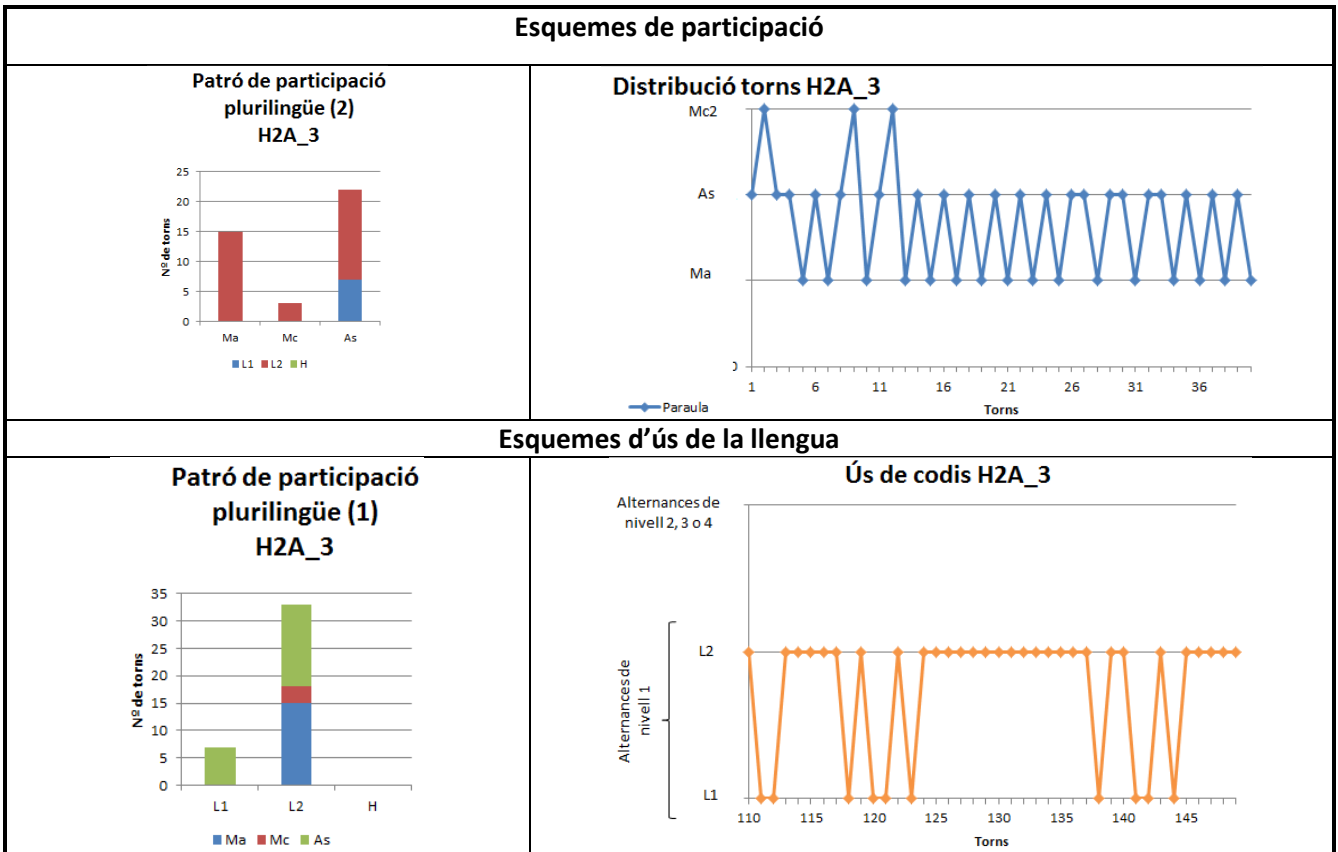 Esquemes de participació
Patró de participació
plurilingüe (2)
H2A_3
25
20
15
10
5
0
Nº de torns
Ma Mc As
L1 L2 H
Distribució torns H2A_3
Mc2
As
Ma
1 6 11 16 21 26 31 36
Paraula
Torns
Esquemes d'ús de la llengua
Patró de participació
plurilingüe (1)
H2A_3
35
30
25
20
15
10
5
0
Nº de torns
L1 L2 H
Ma Mc As
Ús de codis H2A_3
Alternances de
nivell 2, 3 o 4
L2
Alternances de
nivell 1
L1
110 115 120 125 130 135 140 145
Torns